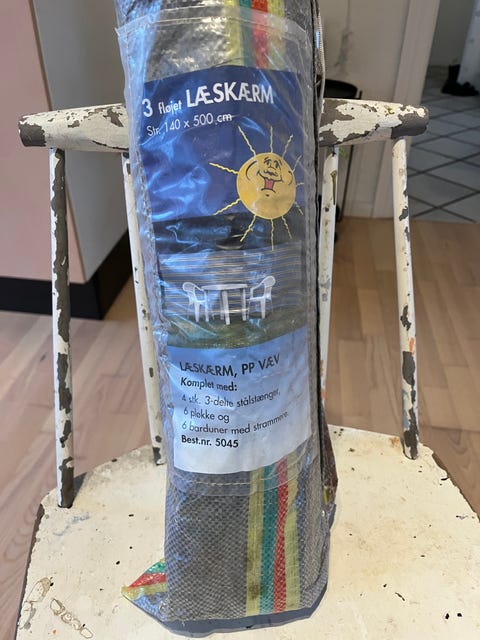 3 fløjet LÆSKÆRM
Str. 140 x 500 cm
LÆSKÆRM, PP VÆV
Komplet med:
4 stk. 3-delte stålstænger,
6 pløkke og
6 barduner med strammere.
Best.nr. 5045